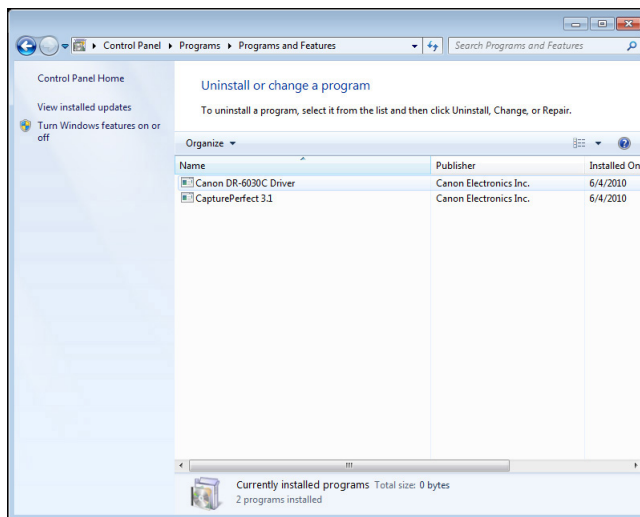 Control Panel Programs Programs and Features Search Programs and Features
Control Panel Home
View installed updates
Turn Windows features on or
off
Uninstall or change a program
To uninstall a program, select it from the list and then click Uninstall, Change, or Repair.
Organize
Name Publisher Installed On
Canon DR-6030C Driver Canon Electronics Inc. 6/4/2010
CapturePerfect 3.1 Canon Electronics Inc. 6/4/2010
Currently installed programs Total size: 0 bytes
2 programs installed